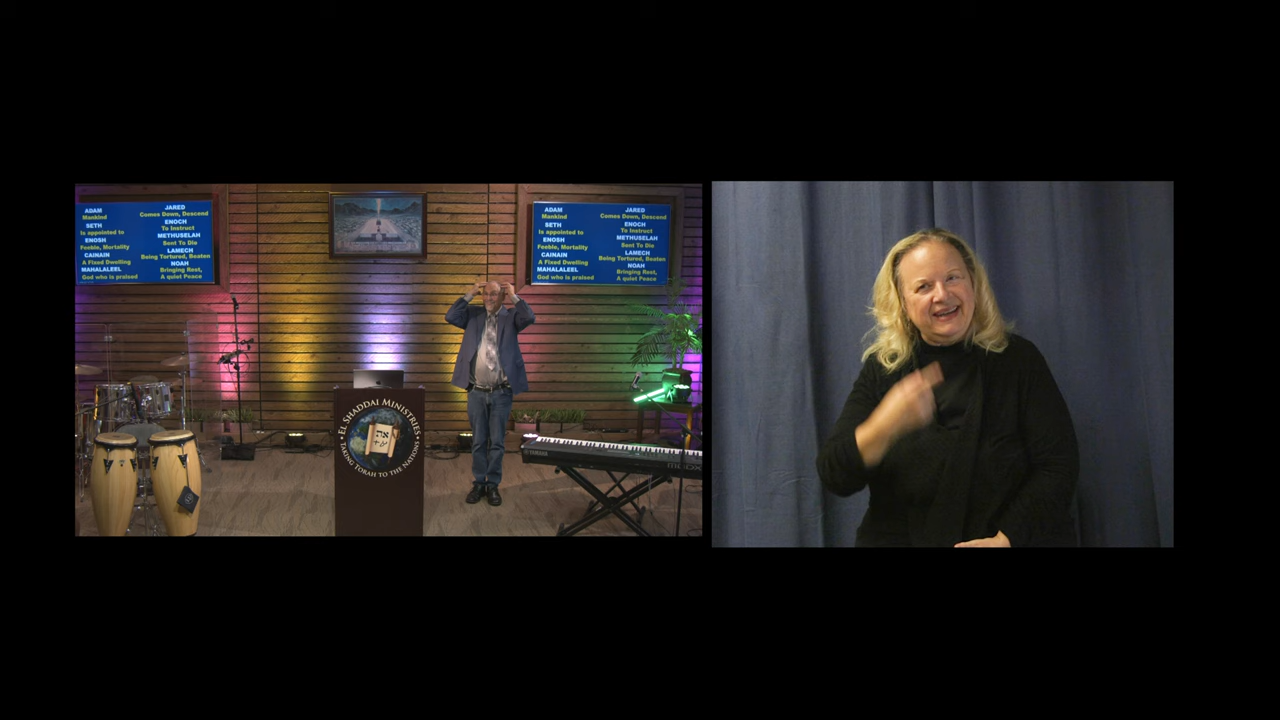 ADAM
Mankind
SETH
Is appointed to
ENOSH
Feeble, Mortality
CAINAIN
A Fixed Dwelling
MAHALALEEL
God who is praised
JARED
Comes Down, Descend
ENOCH
To Instruct
METHUSELAH
Sent To Die
LAMECH
Being Tortured, Beaten
NOAH
Bringing Rest,
A quiet Peace
EL SHADDAI MINISTRIES
TAKING TORAH TO THE NATIONS
ADAM
Mankind
SETH
Is appointed to
ENOSH
Feeble, Mortality
CAINAIN
A Fixed Dwelling
MAHALALEEL
God who is praised
JARED
Comes Down, Descend
ENOCH
To Instruct
METHUSELAH
Sent To Die
LAMECH
Being Tortured, Beaten
NOAH
Bringing Rest,
A quiet Peace
YAMAHA